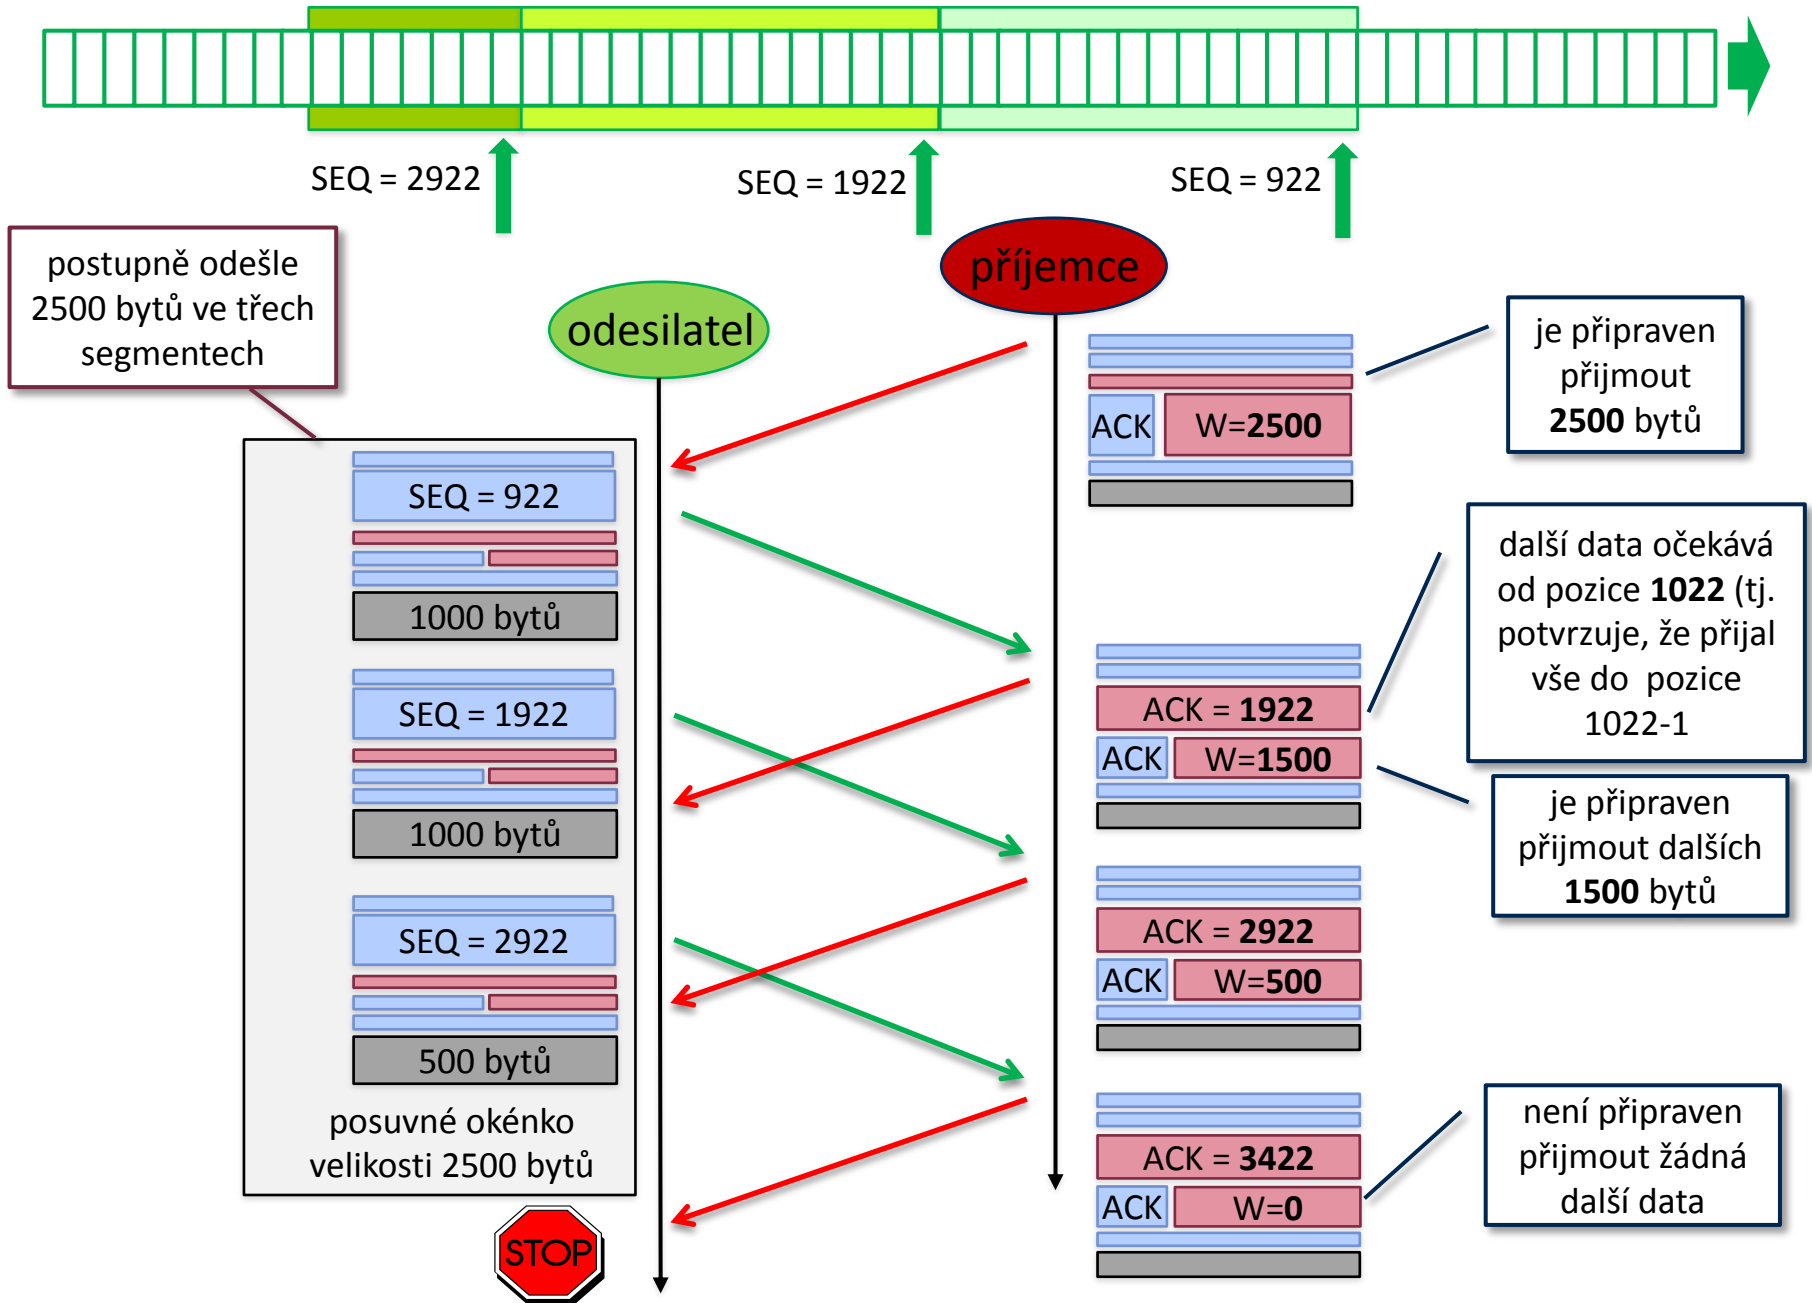 SEQ = 2922
SEQ = 1922
SEQ = 922
postupně odešle
2500 bytů ve třech
segmentech
odesilatel
příjemce
ACK
W=2500
je připraven
přijmout
2500 bytů
SEQ = 922
1000 bytů
další data očekává
od pozice 1022 (tj.
potvrzuje, že přijal
vše do pozice
1022-1
SEQ = 1922
1000 bytů
ACK = 1922
ACK
W=1500
je připraven
přijmout dalších
1500 bytů
SEQ = 2922
500 bytů
ACK = 2922
ACK
W=500
posuvné okénko
velikosti 2500 bytů
ACK = 3422
ACK
W=0
není připraven
přijmout žádná
další data
STOP